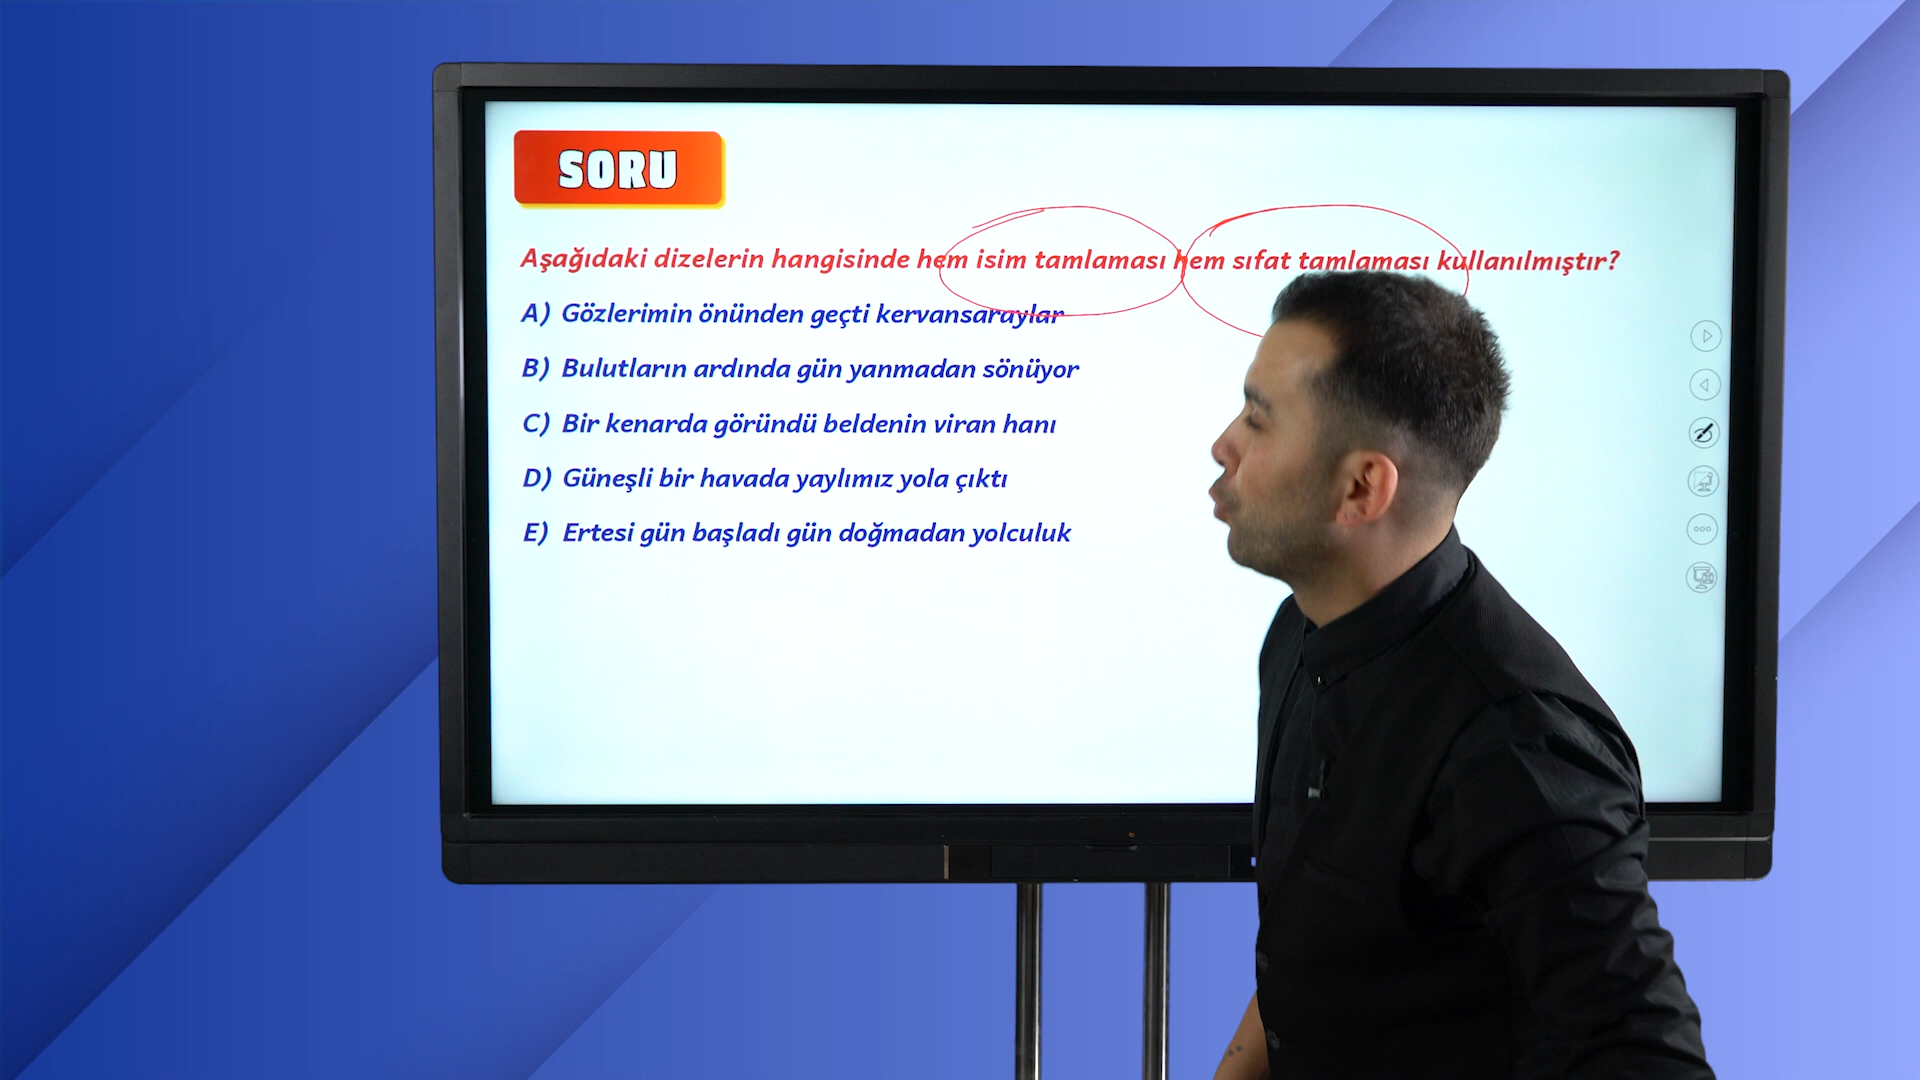 SORU
Aşağıdaki dizelerin hangisinde hem isim tamlaması hem sıfat tamlaması kullanılmıştır?
A) Gözlerimin önünden geçti kervansaraylar
B) Bulutların ardında gün yanmadan sönüyor
C) Bir kenarda göründü beldenin viran hanı
D) Güneşli bir havada yaylımız yola çıktı
E) Ertesi gün başladı gün doğmadan yolculuk